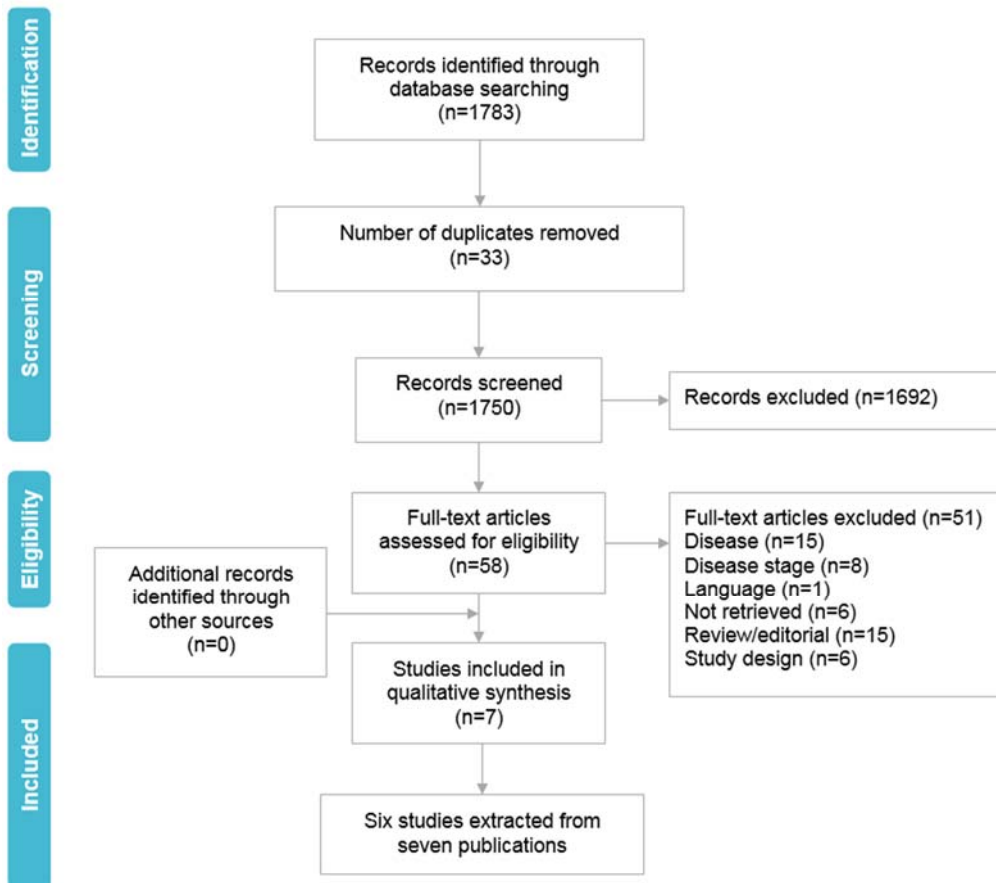 Identification
Records identified through
database searching
(n=1783)
Screening
Number of duplicates removed
(n=33)
Records screened
(n=1750)
Records excluded (n=1692)
Eligibility
Full-text articles
assessed for eligibility
(n=58)
Full-text articles excluded (n=51)
Disease (n=15)
Disease stage (n=8)
Language (n=1)
Not retrieved (n=6)
Review/editorial (n=15)
Study design (n=6)
Additional records
identified through
other sources
(n=0)
Included
Studies included in
qualitative synthesis
(n=7)
Six studies extracted from
seven publications